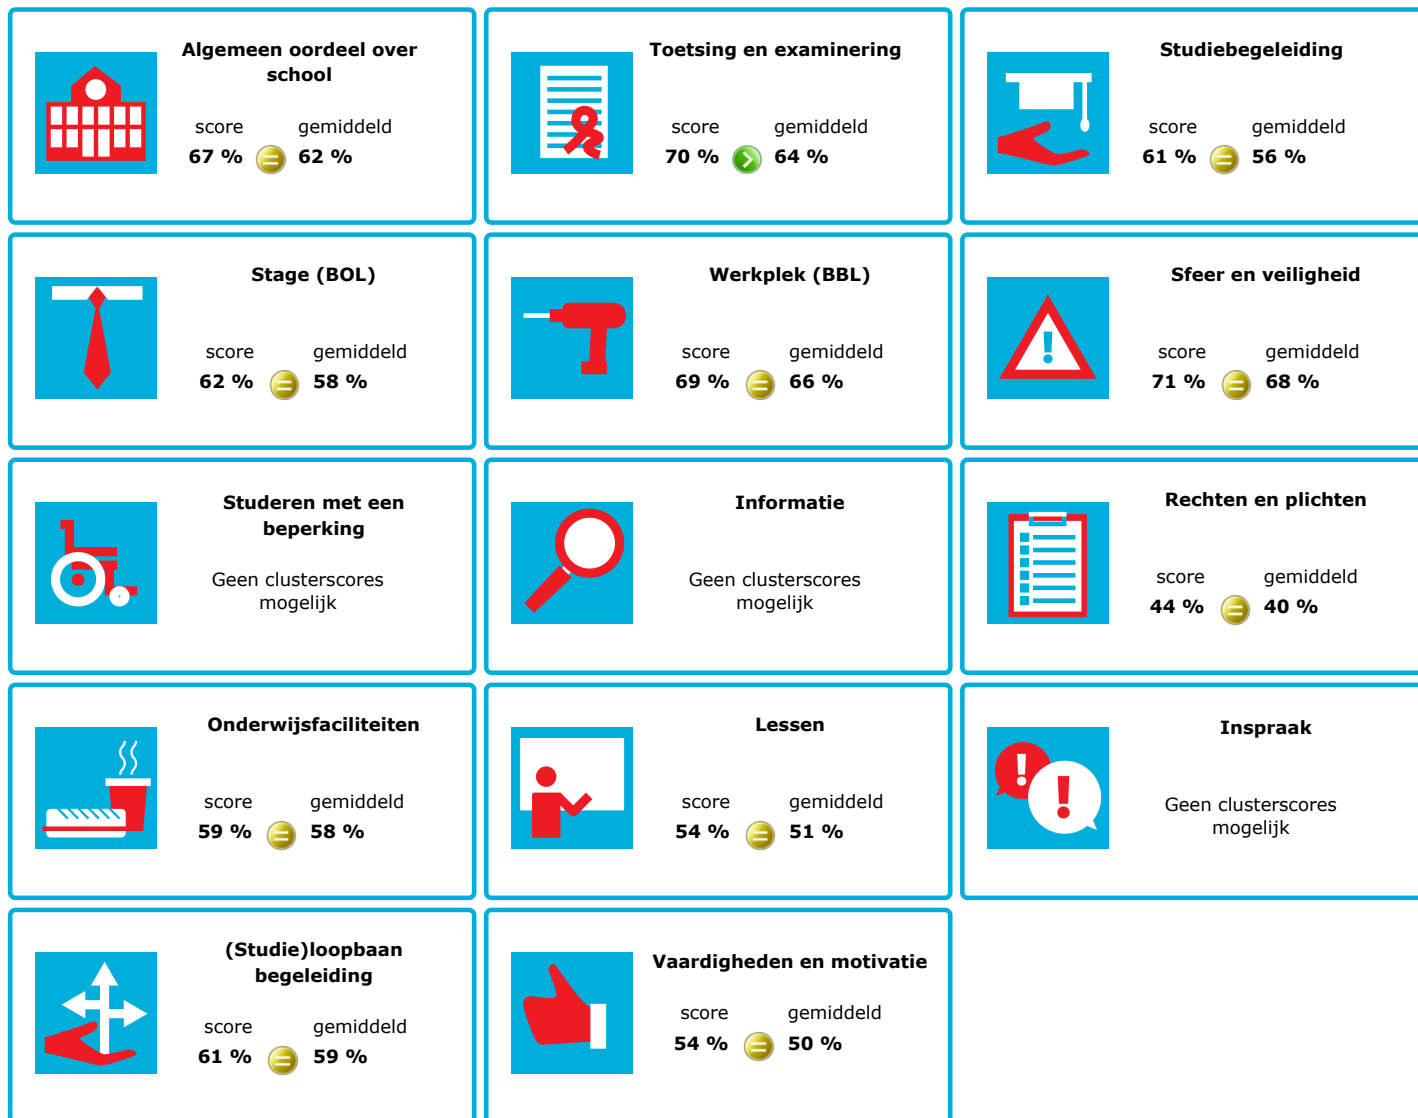 Algemeen oordeel over
school
score gemiddeld
67 % = 62 %
Toetsing en examinering
score gemiddeld
70 % > 64 %
Studiebegeleiding
score gemiddeld
61 % = 56 %
Stage (BOL)
score gemiddeld
62 % = 58 %
Werkplek (BBL)
score gemiddeld
69 % = 66 %
Sfeer en veiligheid
!
score gemiddeld
71 % = 68 %
Studeren met een
beperking
Geen clusterscores
mogelijk
Informatie
Geen clusterscores
mogelijk
Rechten en plichten
score gemiddeld
44 % = 40 %
Onderwijsfaciliteiten
score gemiddeld
59 % = 58 %
Lessen
score gemiddeld
54 % = 51 %
Inspraak
! !
Geen clusterscores
mogelijk
(Studie)loopbaan
begeleiding
score gemiddeld
61 % = 59 %
Vaardigheden en motivatie
score gemiddeld
54 % = 50 %